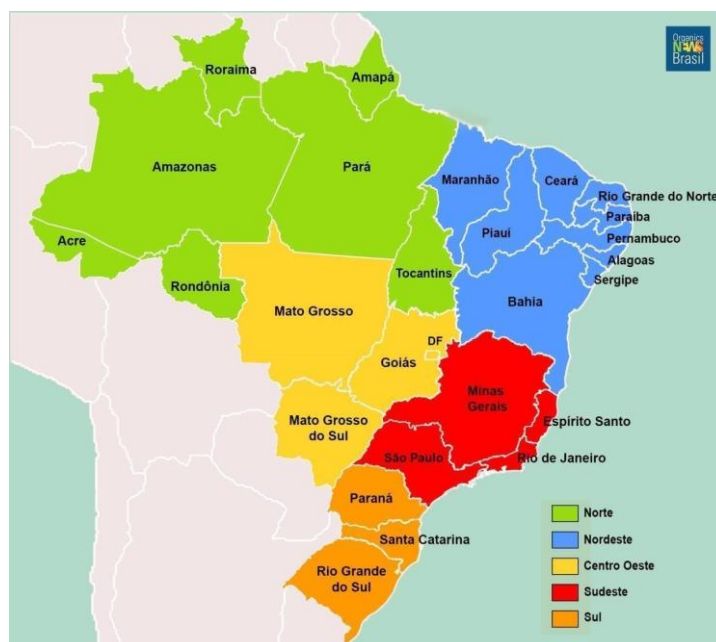 Organics
NEWS
Brasil
Roraima
Amapá
Amazonas
Pará
Maranhão
Ceará
Rio Grande do Norte
Paraíba
Piauí
Pernambuco
Acre
Alagoas
Tocantins
Sergipe
Rondônia
Bahia
Mato Grosso
DF
Goiás
Minas
Gerais
Mato Grosso
do Sul
Espírito Santo
São Paulo
Rio de Janeiro
Paraná
Santa Catarina
Rio Grande
do Sul
Norte
Nordeste
Centro Oeste
Sudeste
Sul